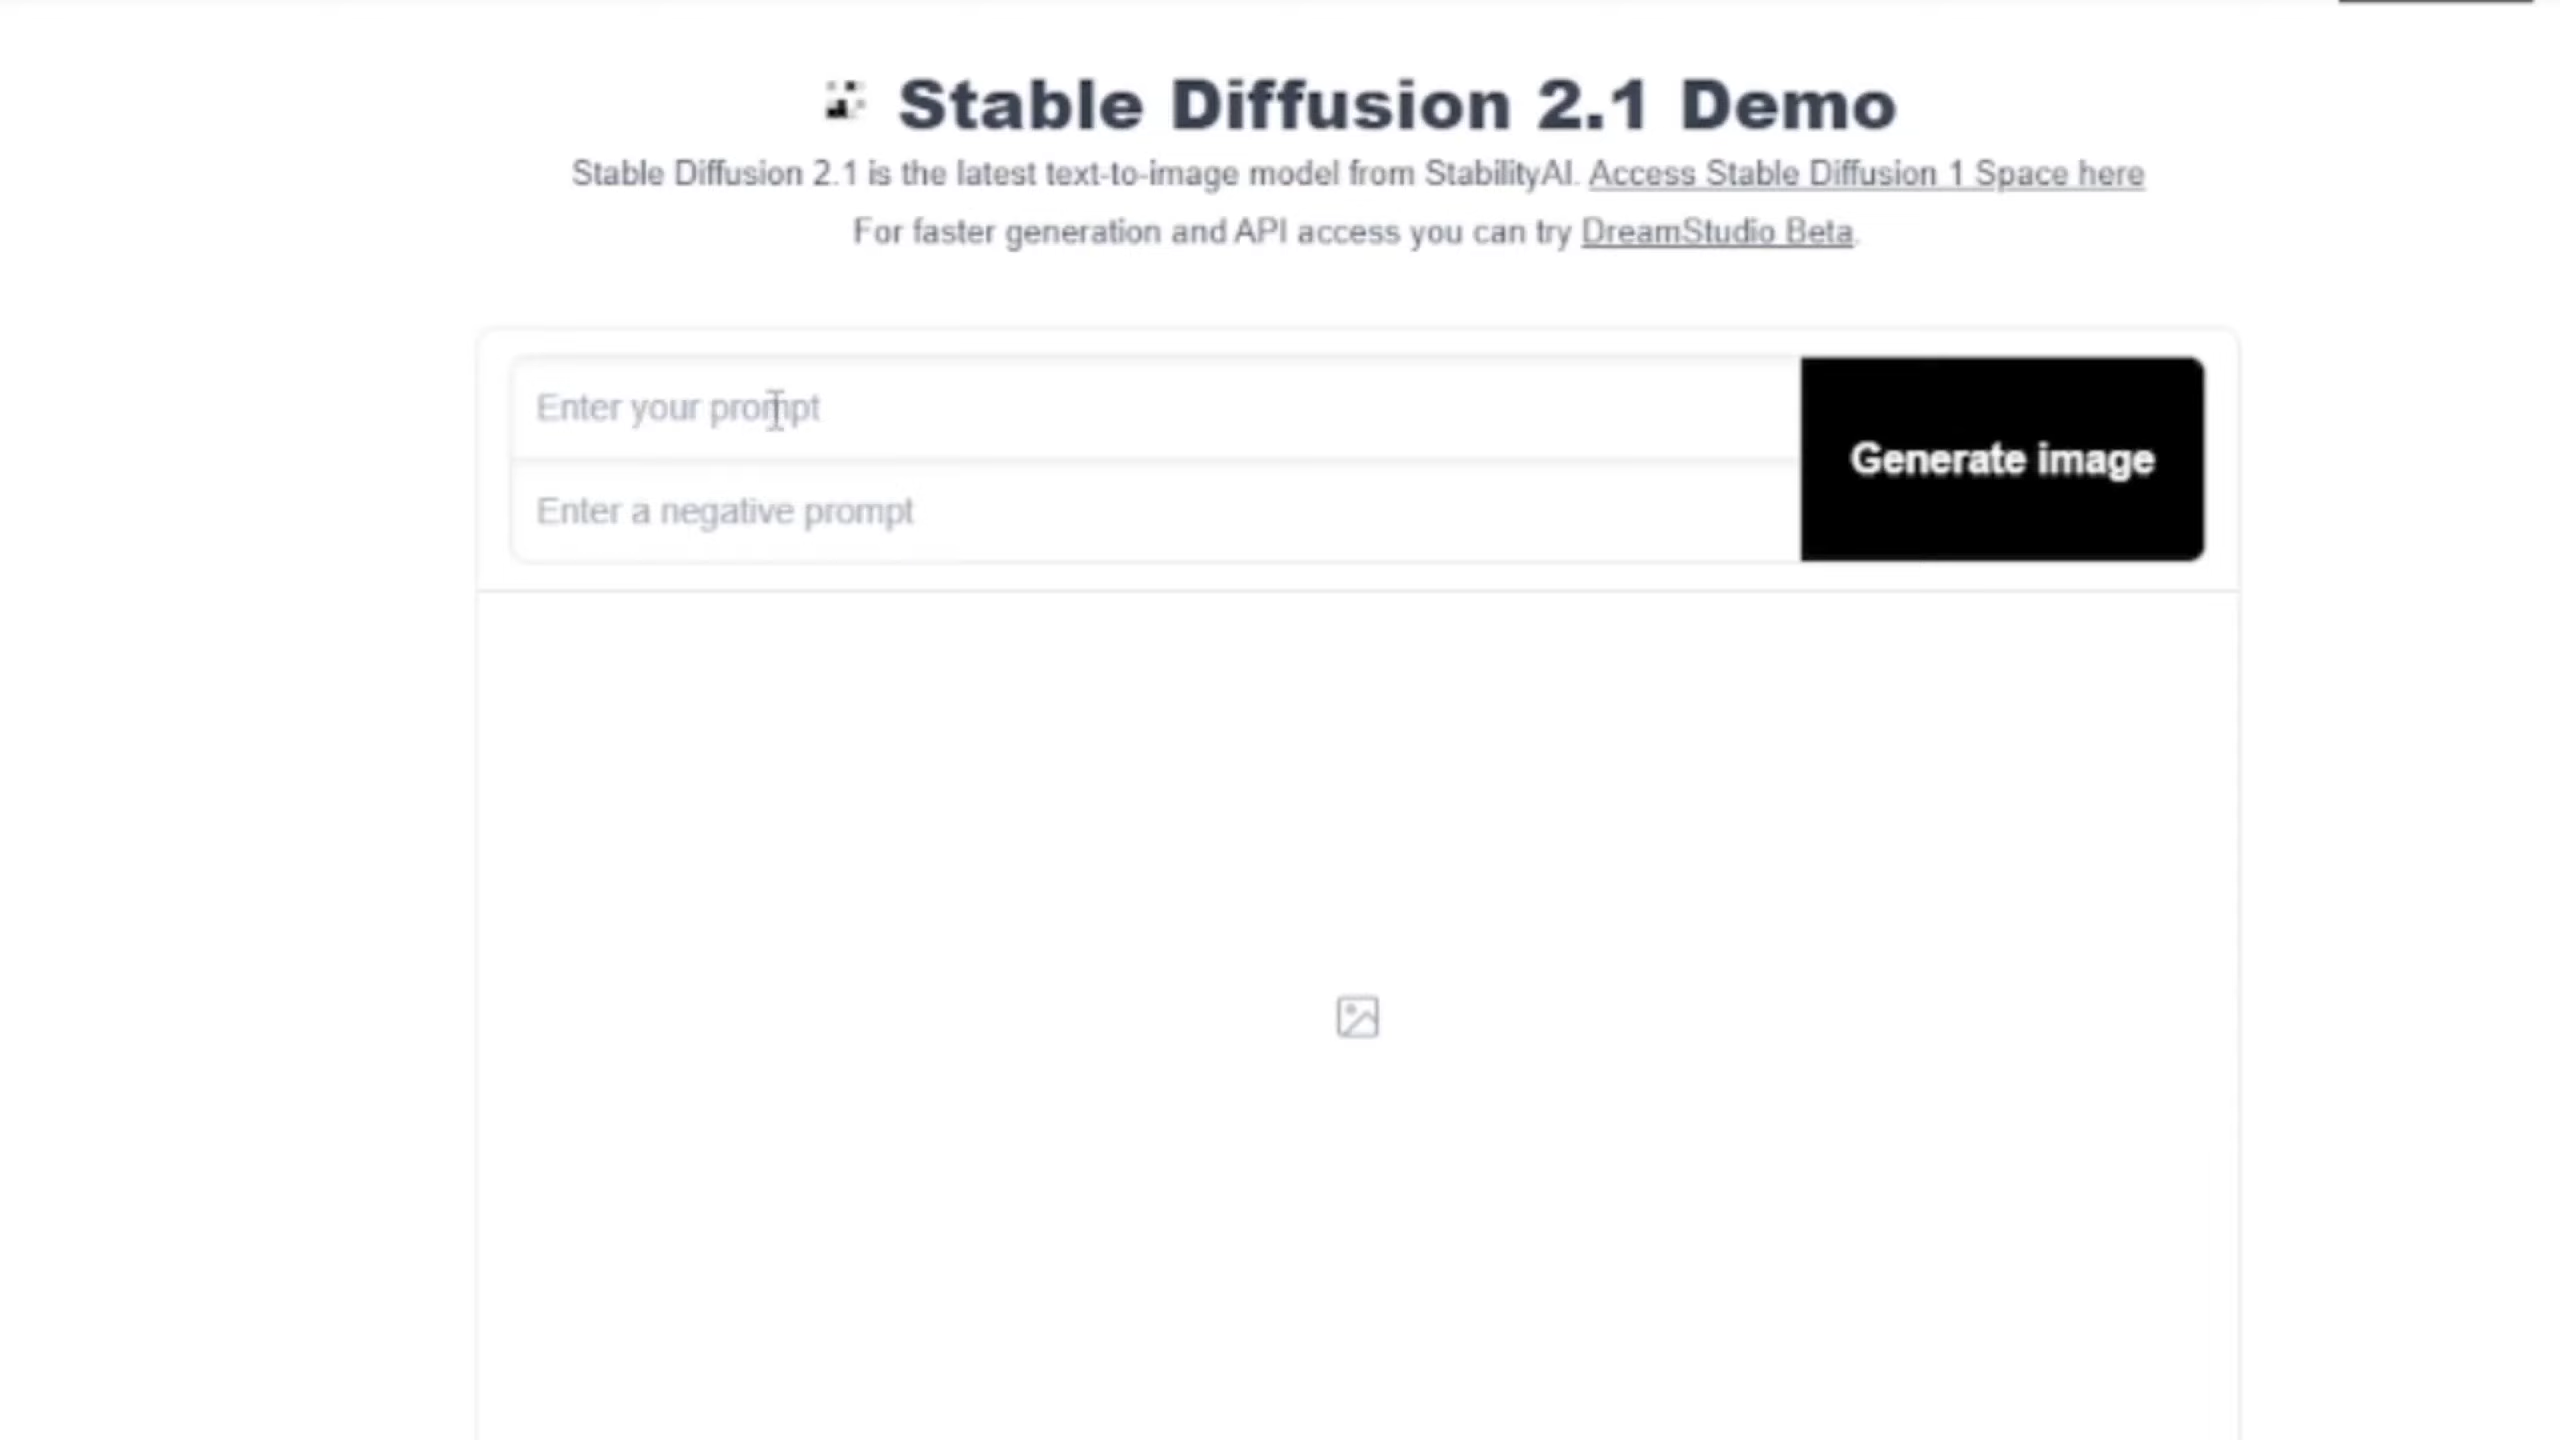 Stable Diffusion 2.1 Demo
Stable Diffusion 2.1 is the latest text-to-image model from StabilityAI. Access Stable Diffusion 1 Space here
For faster generation and API access you can try DreamStudio Beta.
Enter your prompt
Generate image
Enter a negative prompt